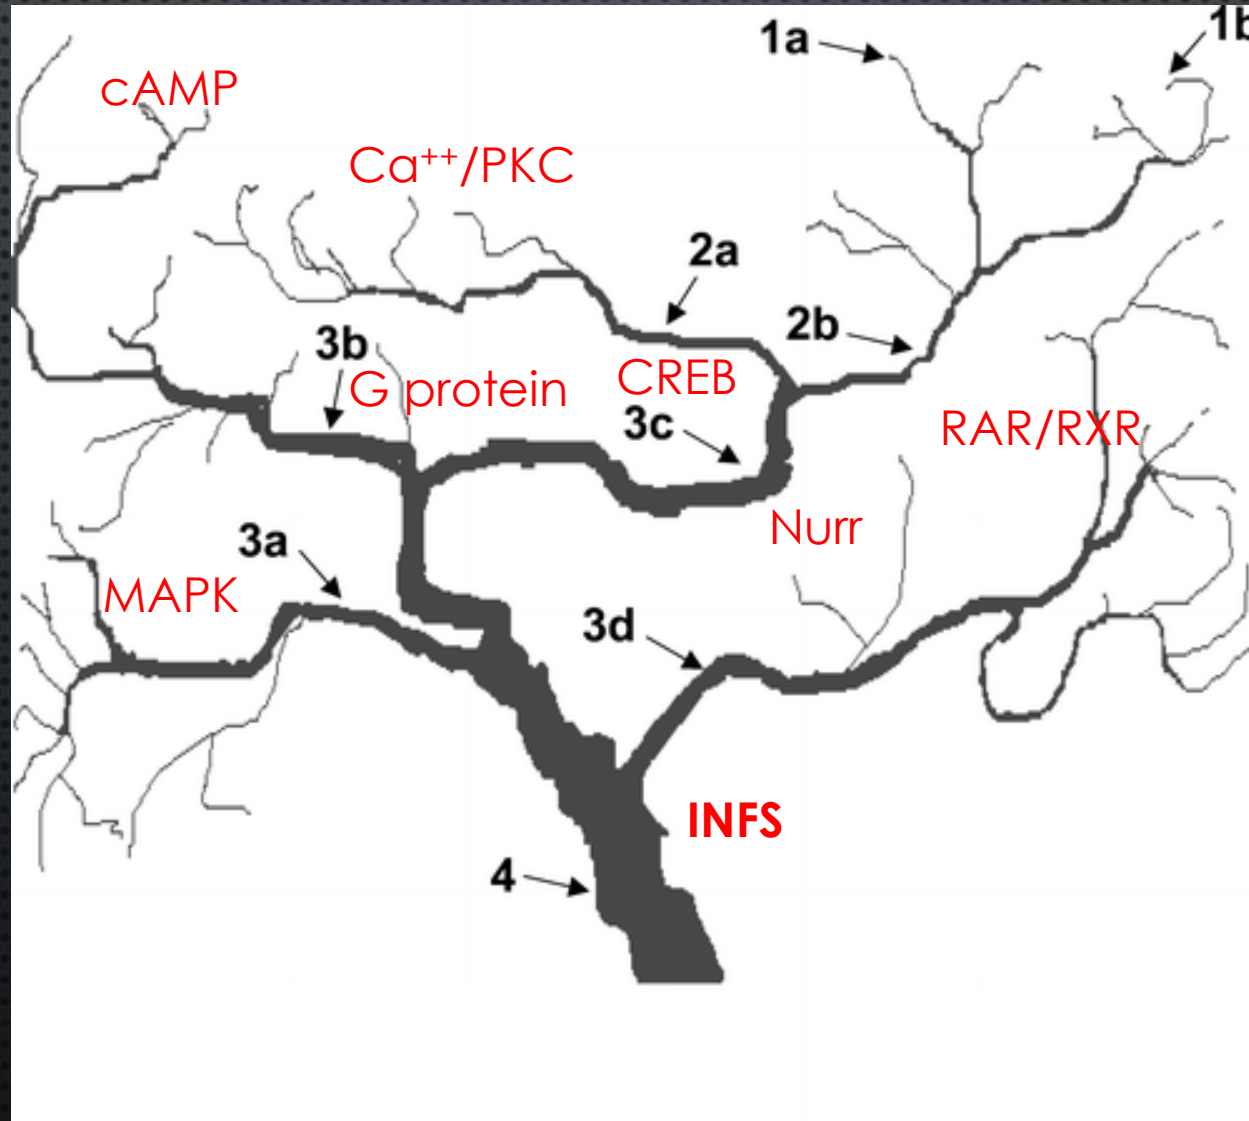 1a
1b
cAMP
Ca⁺⁺/PKC
2a
2b
3b
G protein
CREB
3c
RAR/RXR
Nurr
3a
MAPK
3d
INFS
4